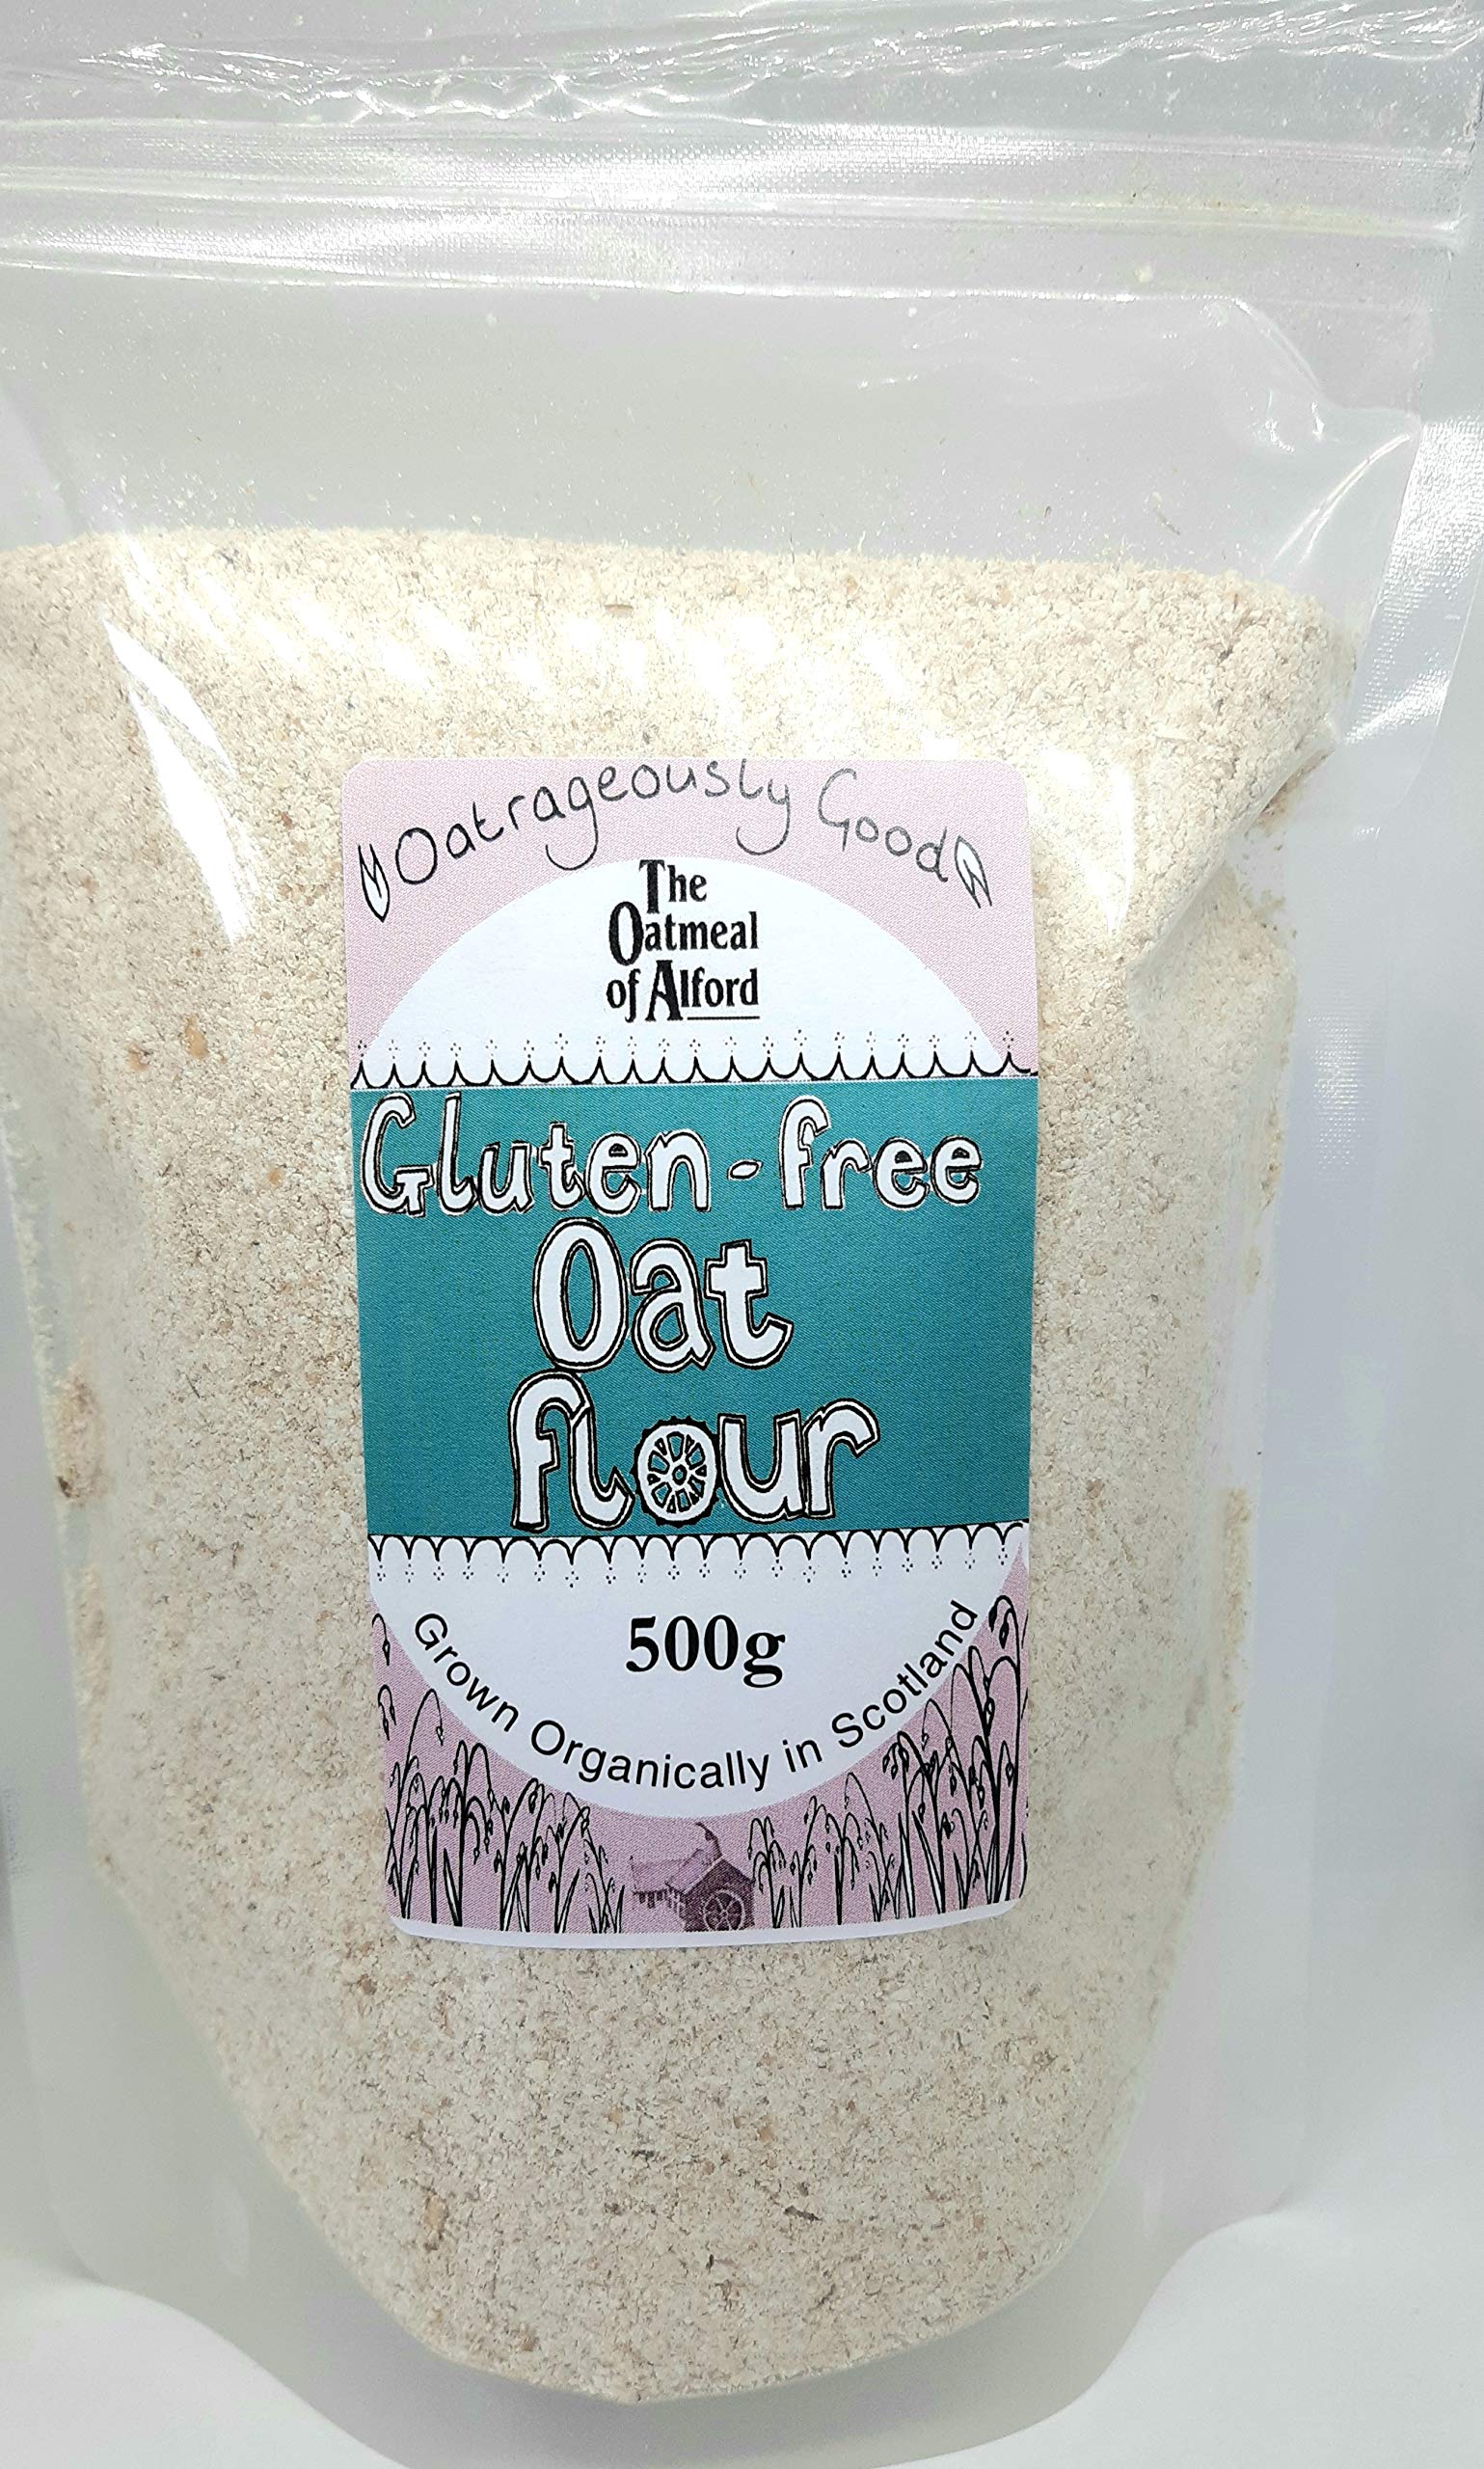 Oatrageously Good
The
Oatmeal
of Alford
Gluten-free
Oat
flour
500g
Grown Organically in Scotland